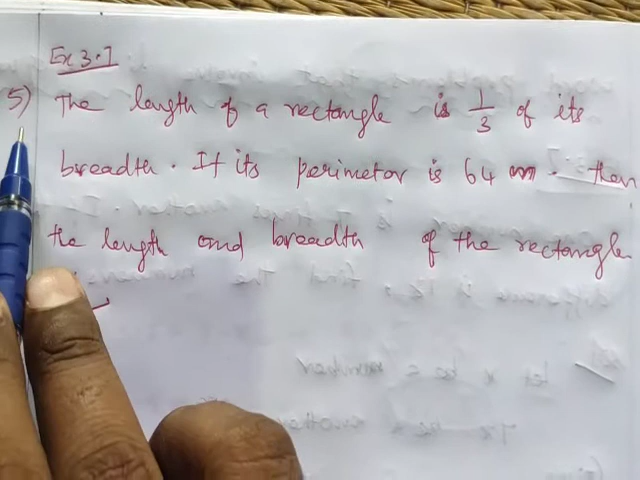 Ex 3.7
5) The length of a rectangle is 1/3 of its
breadth. If its perimeter is 64 m. then
the length and breadth of the rectangle